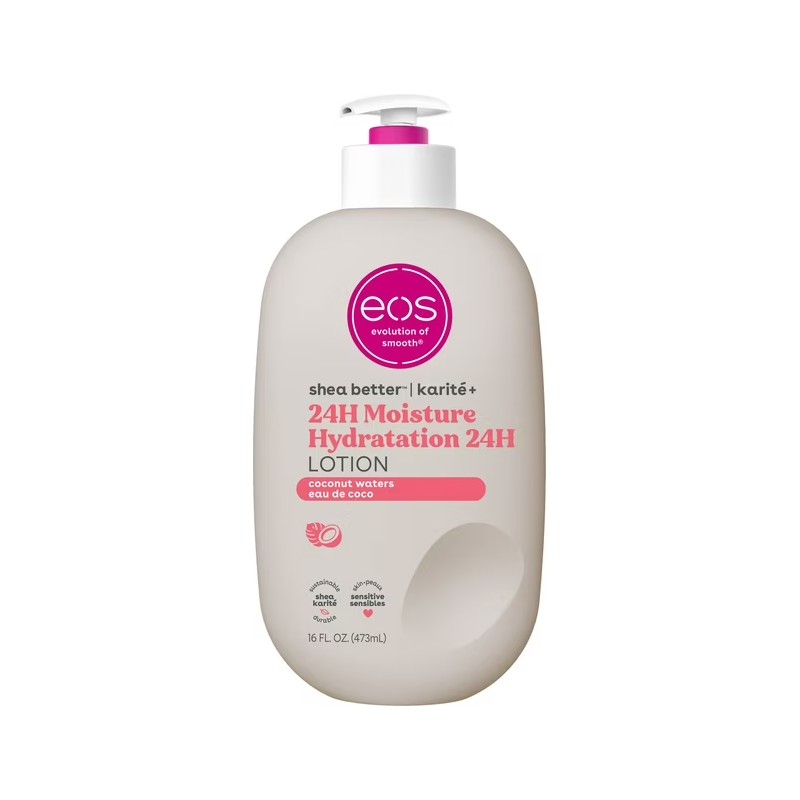 eos
evolution of
smooth®
shea better™ | karité+
24H Moisture
Hydratation 24H
LOTION
coconut waters
eau de coco
sustainable
shea
karité
durable
skin•peaux
sensitive
sensibles
16 FL. OZ. (473mL)